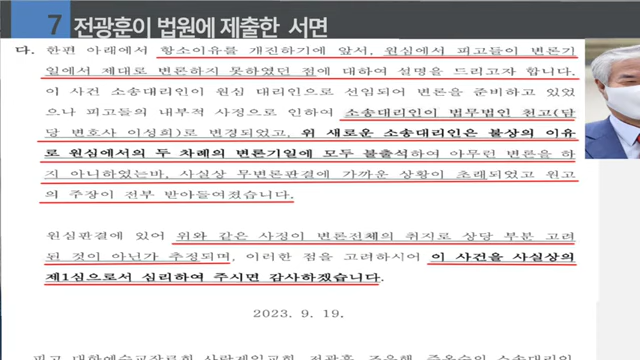 7 전광훈이 법원에 제출한 서면
다. 한편 아래에서 항소이유를 개진하기에 앞서, 원심에서 피고들이 변론기
일에서 제대로 변론하지 못하였던 점에 대하여 설명을 드리고자 합니다.
이 사건 소송대리인이 원심 대리인으로 선임되어 변론을 준비하고 있었
으나 피고들의 내부적 사정으로 인하여 소송대리인이 법무법인 천고(담
당 변호사 이성희)로 변경되었고, 위 새로운 소송대리인은 불상의 이유
로 원심에서의 두 차례의 변론기일에 모두 불출석하여 아무런 변론을 하
지 아니하였는바, 사실상 무변론판결에 가까운 상황이 초래되었고 원고
의 주장이 전부 받아들여졌습니다.
원심판결에 있어 위와 같은 사정이 변론전체의 취지로 상당 부분 고려
된 것이 아닌가 추정되며, 이러한 점을 고려하시어 이 사건을 사실상의
제1심으로서 심리하여 주시면 감사하겠습니다.
2023. 9. 19.